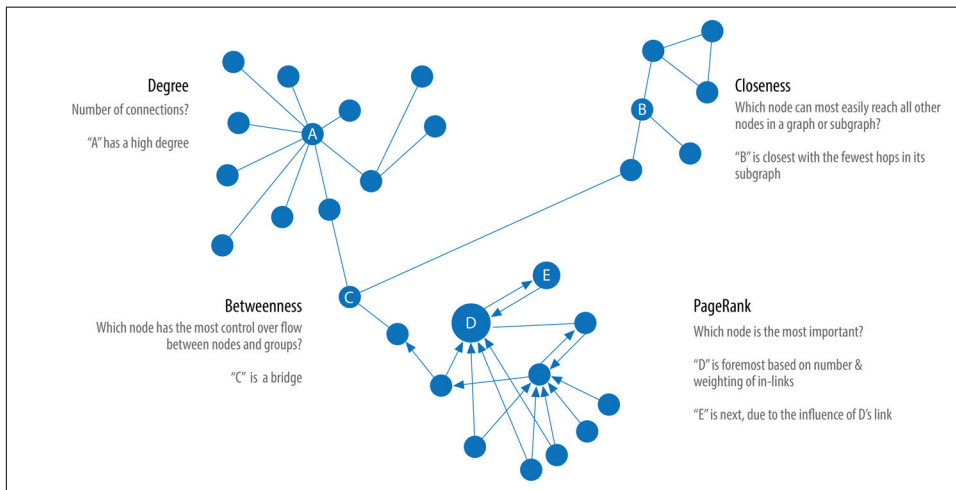 Degree
Number of connections?
“A” has a high degree
A
Closeness
Which node can most easily reach all other
nodes in a graph or subgraph?
“B” is closest with the fewest hops in its
subgraph
B
Betweenness
Which node has the most control over flow
between nodes and groups?
“C” is a bridge
C
D
E
PageRank
Which node is the most important?
“D” is foremost based on number &
weighting of in-links
“E” is next, due to the influence of D’s link